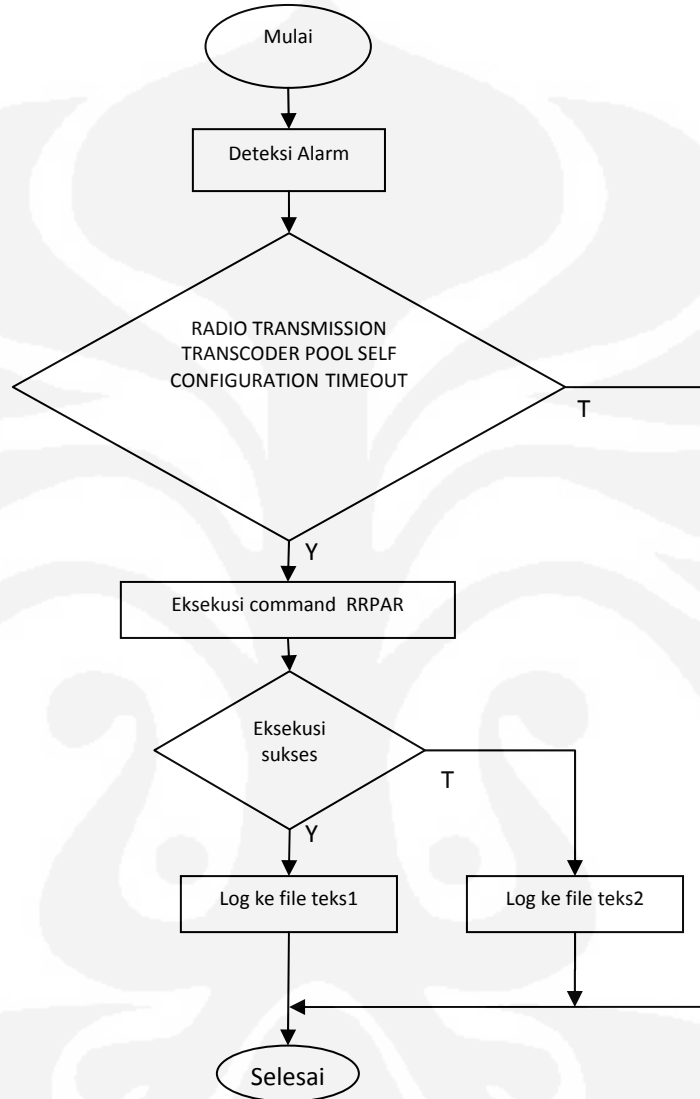 Mulai
Deteksi Alarm
RADIO TRANSMISSION
TRANSCODER POOL SELF
CONFIGURATION TIMEOUT
T
Y
Eksekusi command RRPAR
Eksekusi
sukses
T
Y
Log ke file teks1
Log ke file teks2
Selesai